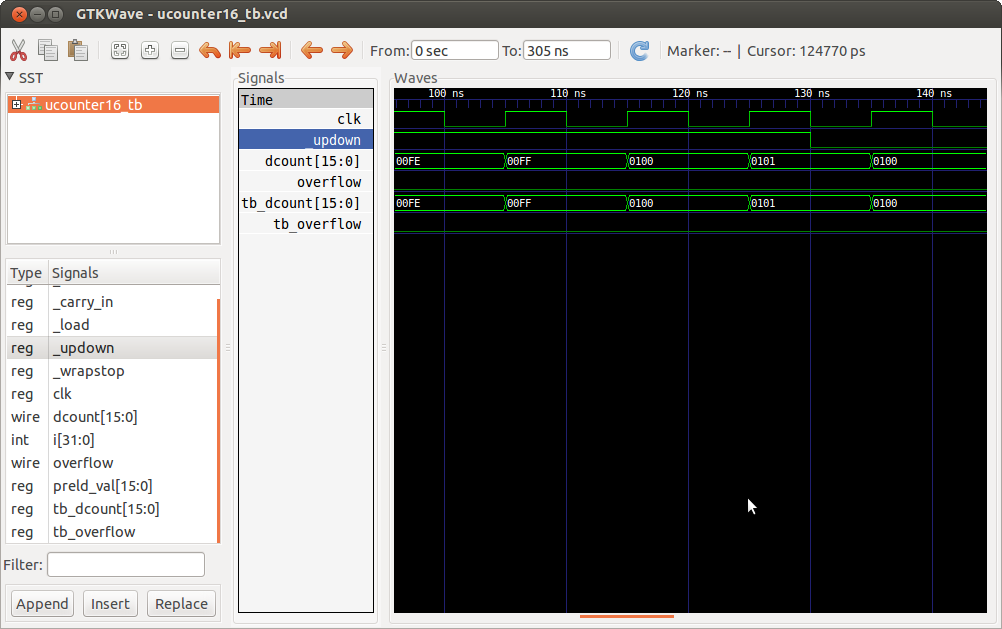 GTKWave - ucounter16_tb.vcd
From: 0 sec To: 305 ns Marker: -- | Cursor: 124770 ps
SST
ucounter16_tb
Type Signals
reg _carry_in
reg _load
reg _updown
reg _wrapstop
reg clk
wire dcount[15:0]
int i[31:0]
wire overflow
reg preld_val[15:0]
reg tb_dcount[15:0]
reg tb_overflow
Filter:
Append Insert Replace
Signals
Time
clk
_updown
dcount[15:0]
overflow
tb_dcount[15:0]
tb_overflow
Waves
100 ns 110 ns 120 ns 130 ns 140 ns
00FE 00FF 0100 0101 0100
00FE 00FF 0100 0101 0100